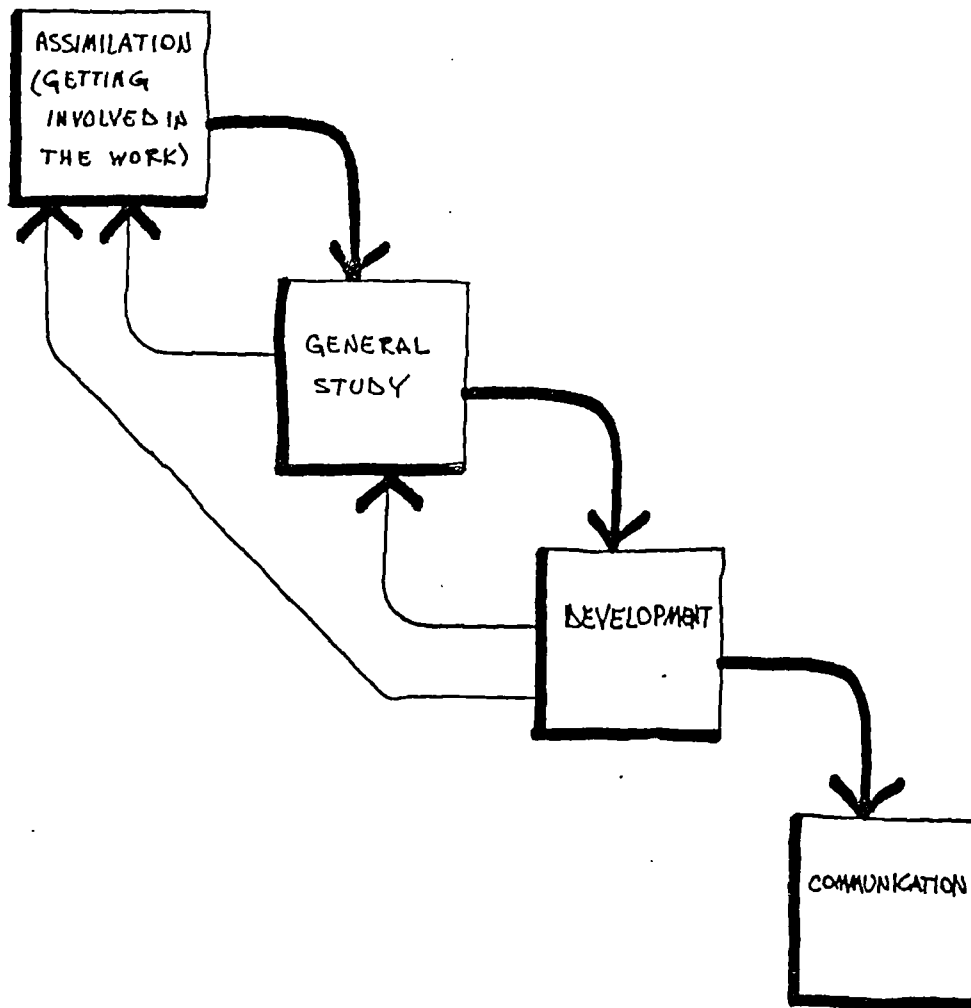 ASSIMILATION
(GETTING
INVOLVED IN
THE WORK)
GENERAL
STUDY
DEVELOPMENT
COMMUNICATION